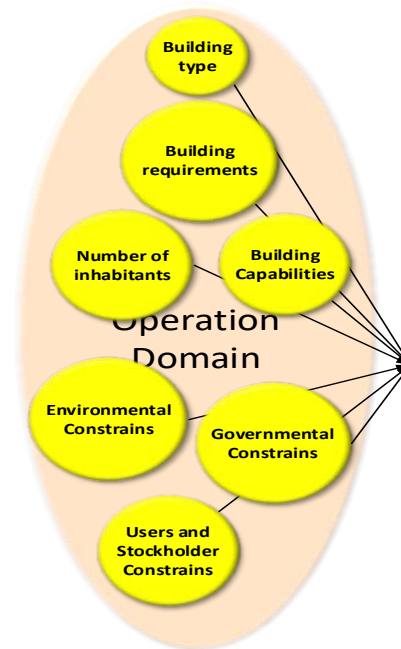 Building
type
Building
requirements
Number of
inhabitants
Building
Capabilities
Operation
Domain
Environmental
Constrains
Governmental
Constrains
Users and
Stockholder
Constrains